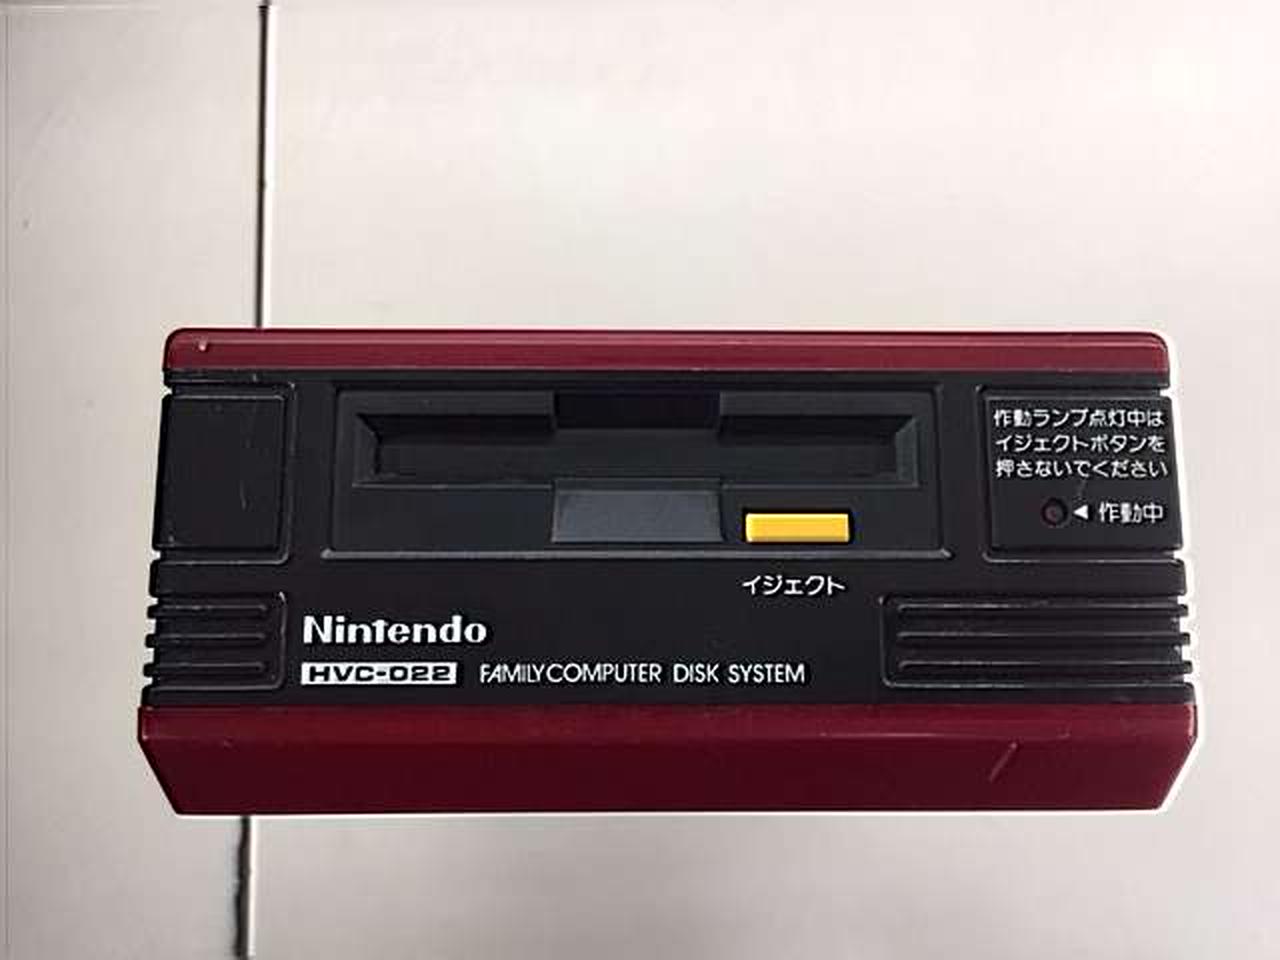 作動ランプ点灯中は
イジェクトボタンを
押さないでください
◀ 作動中
イジェクト
Nintendo
HVC-022 FAMILY COMPUTER DISK SYSTEM